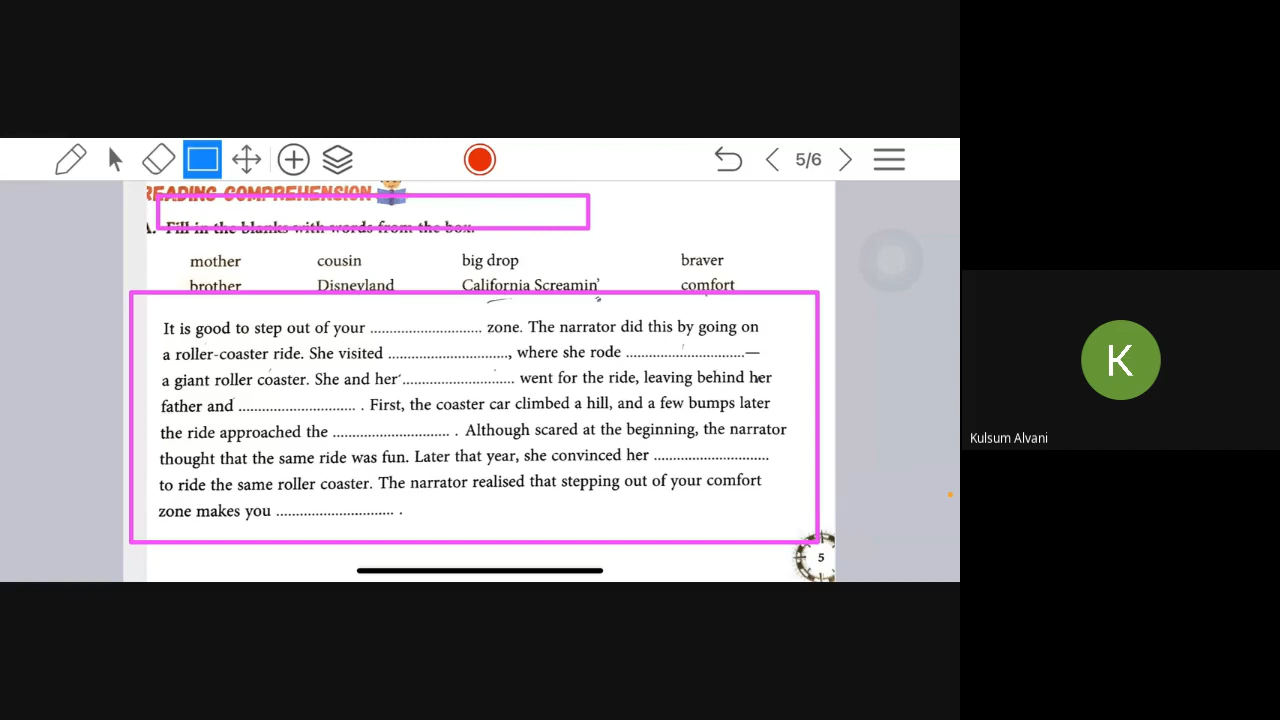 5/6
READING COMPREHENSION
A. Fill in the blanks with words from the box.
mother cousin big drop braver
brother Disneyland California Screamin' comfort
It is good to step out of your .............................. zone. The narrator did this by going on
a roller-coaster ride. She visited .............................., where she rode ..............................—
a giant roller coaster. She and her .............................. went for the ride, leaving behind her
father and .............................. . First, the coaster car climbed a hill, and a few bumps later
the ride approached the .............................. . Although scared at the beginning, the narrator
thought that the same ride was fun. Later that year, she convinced her ..............................
to ride the same roller coaster. The narrator realised that stepping out of your comfort
zone makes you .............................. .
5
K
Kulsum Alvani